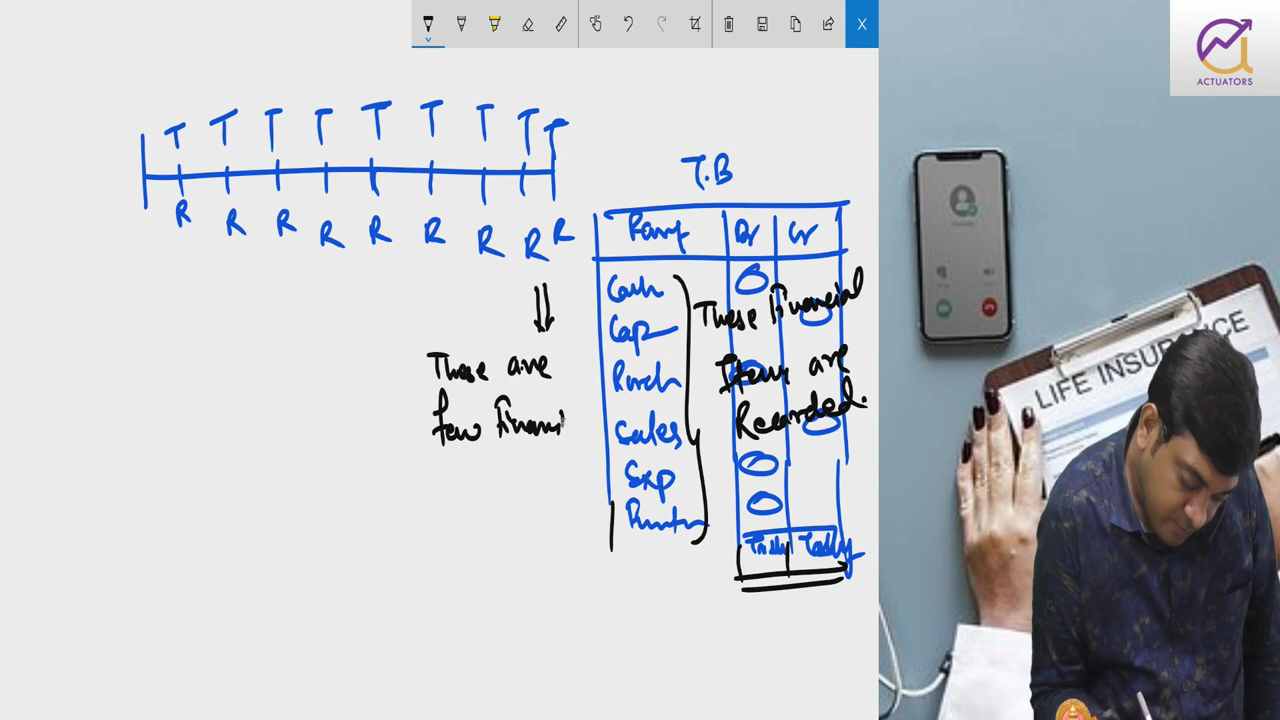 ACTUATORS
T T T T T T T T T
R R R R R R R R R
T.B
Dr Cr
Cash
Cap
Purch
Sales
Exp
These Financial
Items are
Recorded.
Tally Tally
These are
few Financi
LIFE INSURANCE